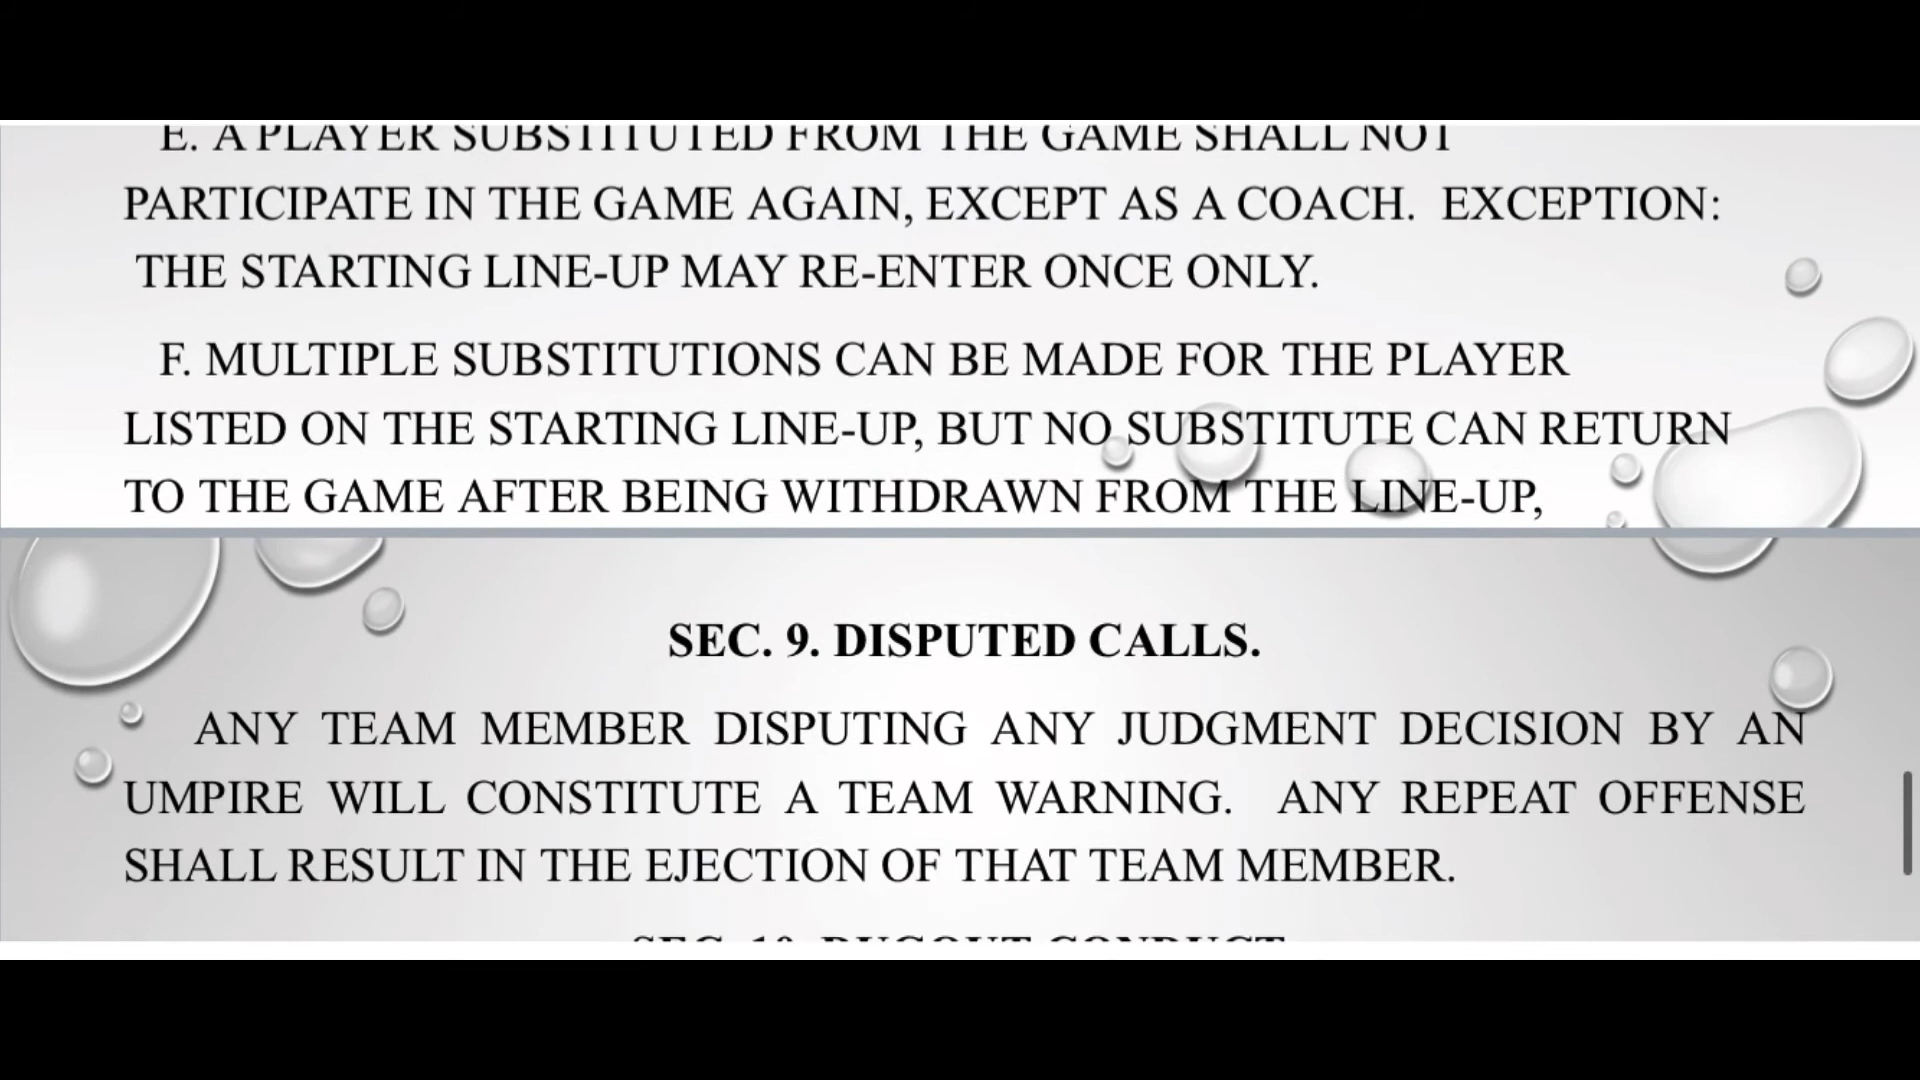 E. A PLAYER SUBSTITUTED FROM THE GAME SHALL NOT
PARTICIPATE IN THE GAME AGAIN, EXCEPT AS A COACH. EXCEPTION:
THE STARTING LINE-UP MAY RE-ENTER ONCE ONLY.
F. MULTIPLE SUBSTITUTIONS CAN BE MADE FOR THE PLAYER
LISTED ON THE STARTING LINE-UP, BUT NO SUBSTITUTE CAN RETURN
TO THE GAME AFTER BEING WITHDRAWN FROM THE LINE-UP,
SEC. 9. DISPUTED CALLS.
ANY TEAM MEMBER DISPUTING ANY JUDGMENT DECISION BY AN
UMPIRE WILL CONSTITUTE A TEAM WARNING. ANY REPEAT OFFENSE
SHALL RESULT IN THE EJECTION OF THAT TEAM MEMBER.
SEC. 10. DUGOUT CONDUCT